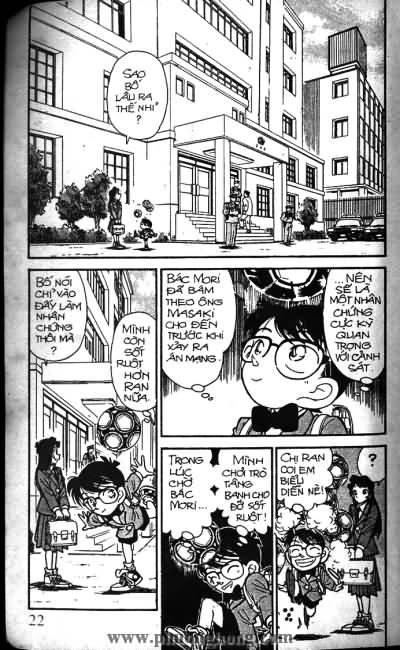 SAO
BỐ
LÂU RA
THẾ NHỈ
?
BỐ NÓI
CHỈ VÀO
ĐÂY LÀM
NHÂN
CHỨNG
THÔI MÀ
?
MÌNH
CÒN
SỐT
RUỘT
HƠN
RAN
NỮA.
BÁC MORI
ĐÃ BÁM
THEO ÔNG
MASAKI
CHO ĐẾN
TRƯỚC KHI
XẢY RA
ÁN MẠNG.
...NÊN
SẼ LÀ
MỘT NHÂN
CHỨNG
CỰC KỲ
QUAN
TRỌNG
VỚI CẢNH
SÁT.
TRONG
LÚC
CHỜ
BÁC
MORI...
MÌNH
CHƠI TRÒ
TÂNG
BANH CHO
ĐỠ SỐT
RUỘT!
CHỊ RAN
COI EM
BIỂU
DIỄN NÈ!
?
22